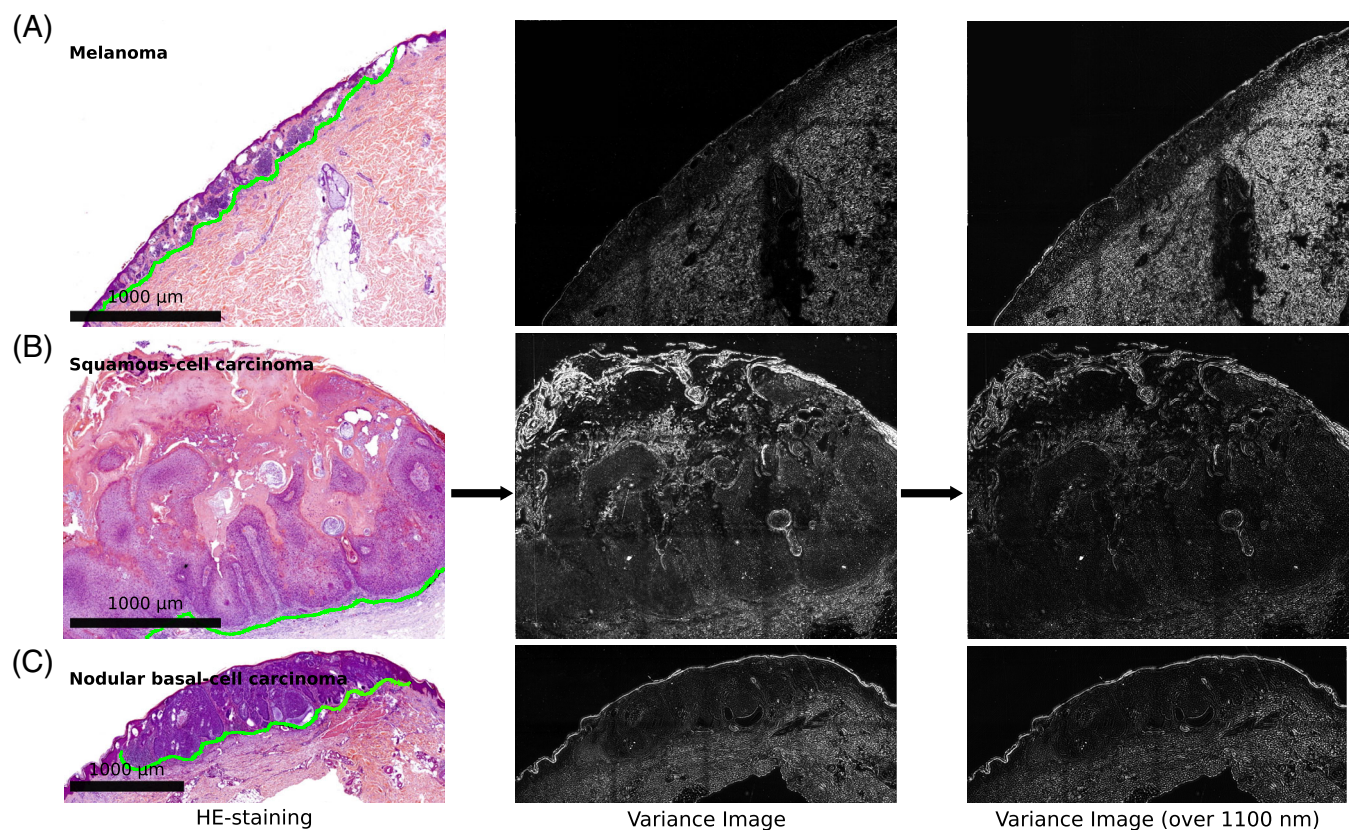 (A)
Melanoma
1000 µm
(B)
Squamous-cell carcinoma
1000 µm
(C)
Nodular basal-cell carcinoma
1000 µm
HE-staining
Variance Image
Variance Image (over 1100 nm)